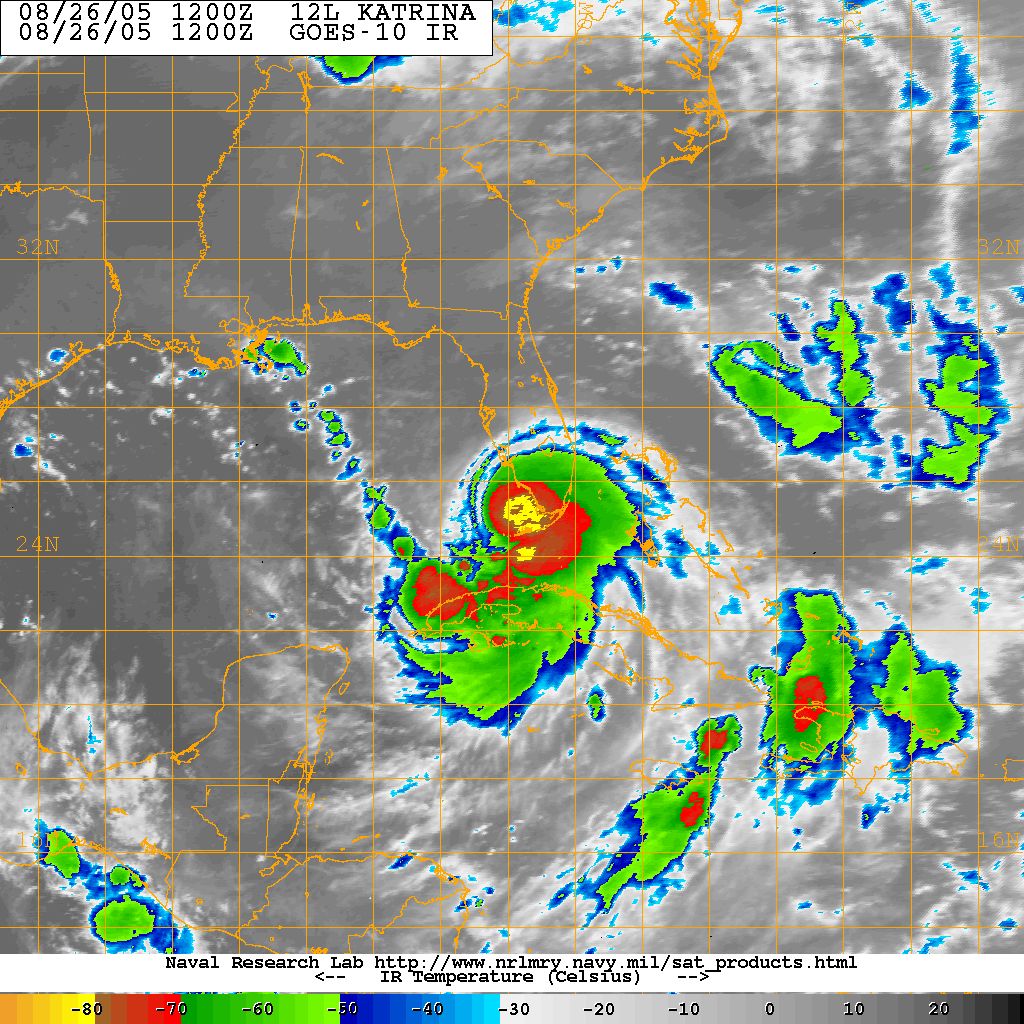 08/26/05 1200Z 12L KATRINA
08/26/05 1200Z GOES-10 IR
32N 32N
24N 24N
16N
Naval Research Lab http://www.nrlmry.navy.mil/sat_products.html
<-- IR Temperature (Celsius) -->
-80 -70 -60 -50 -40 -30 -20 -10 0 10 20